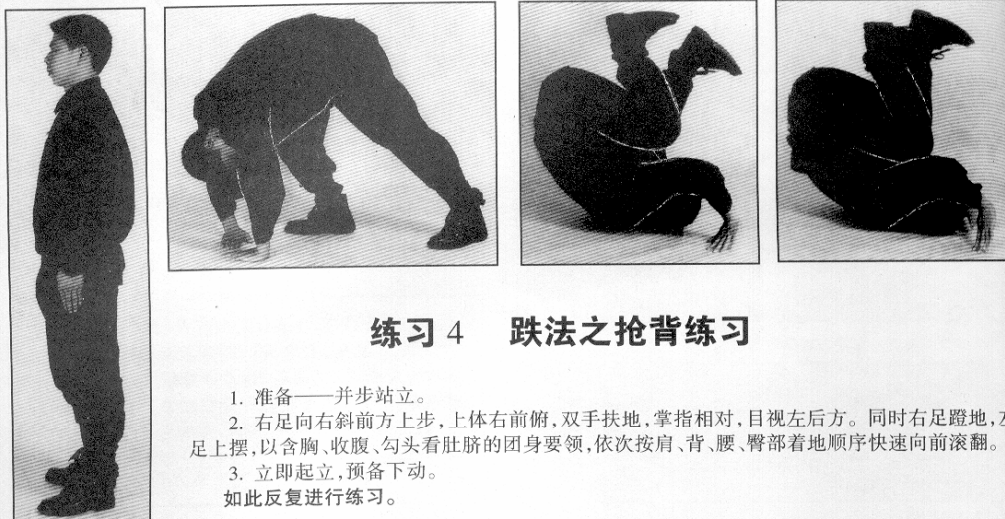 练习 4 跌法之抢背练习
1. 准备——并步站立。
2. 右足向右斜前方上步,上体右前俯,双手扶地,掌指相对,目视左后方。同时右足蹬地,左
足上摆,以含胸、收腹、勾头看肚脐的团身要领,依次按肩、背、腰、臀部着地顺序快速向前滚翻。
3. 立即起立,预备下动。
如此反复进行练习。